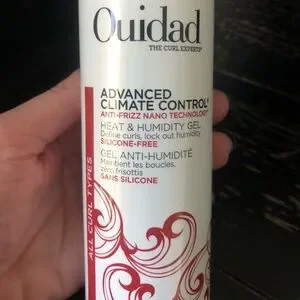 Ouidad
THE CURL EXPERTS®
ADVANCED
CLIMATE CONTROL®
ANTI-FRIZZ NANO TECHNOLOGY
HEAT & HUMIDITY GEL
Define curls, lock out humidity
SILICONE-FREE
GEL ANTI-HUMIDITÉ
Maintient les boucles,
zéro frisottis
SANS SILICONE
ALL CURL TYPES